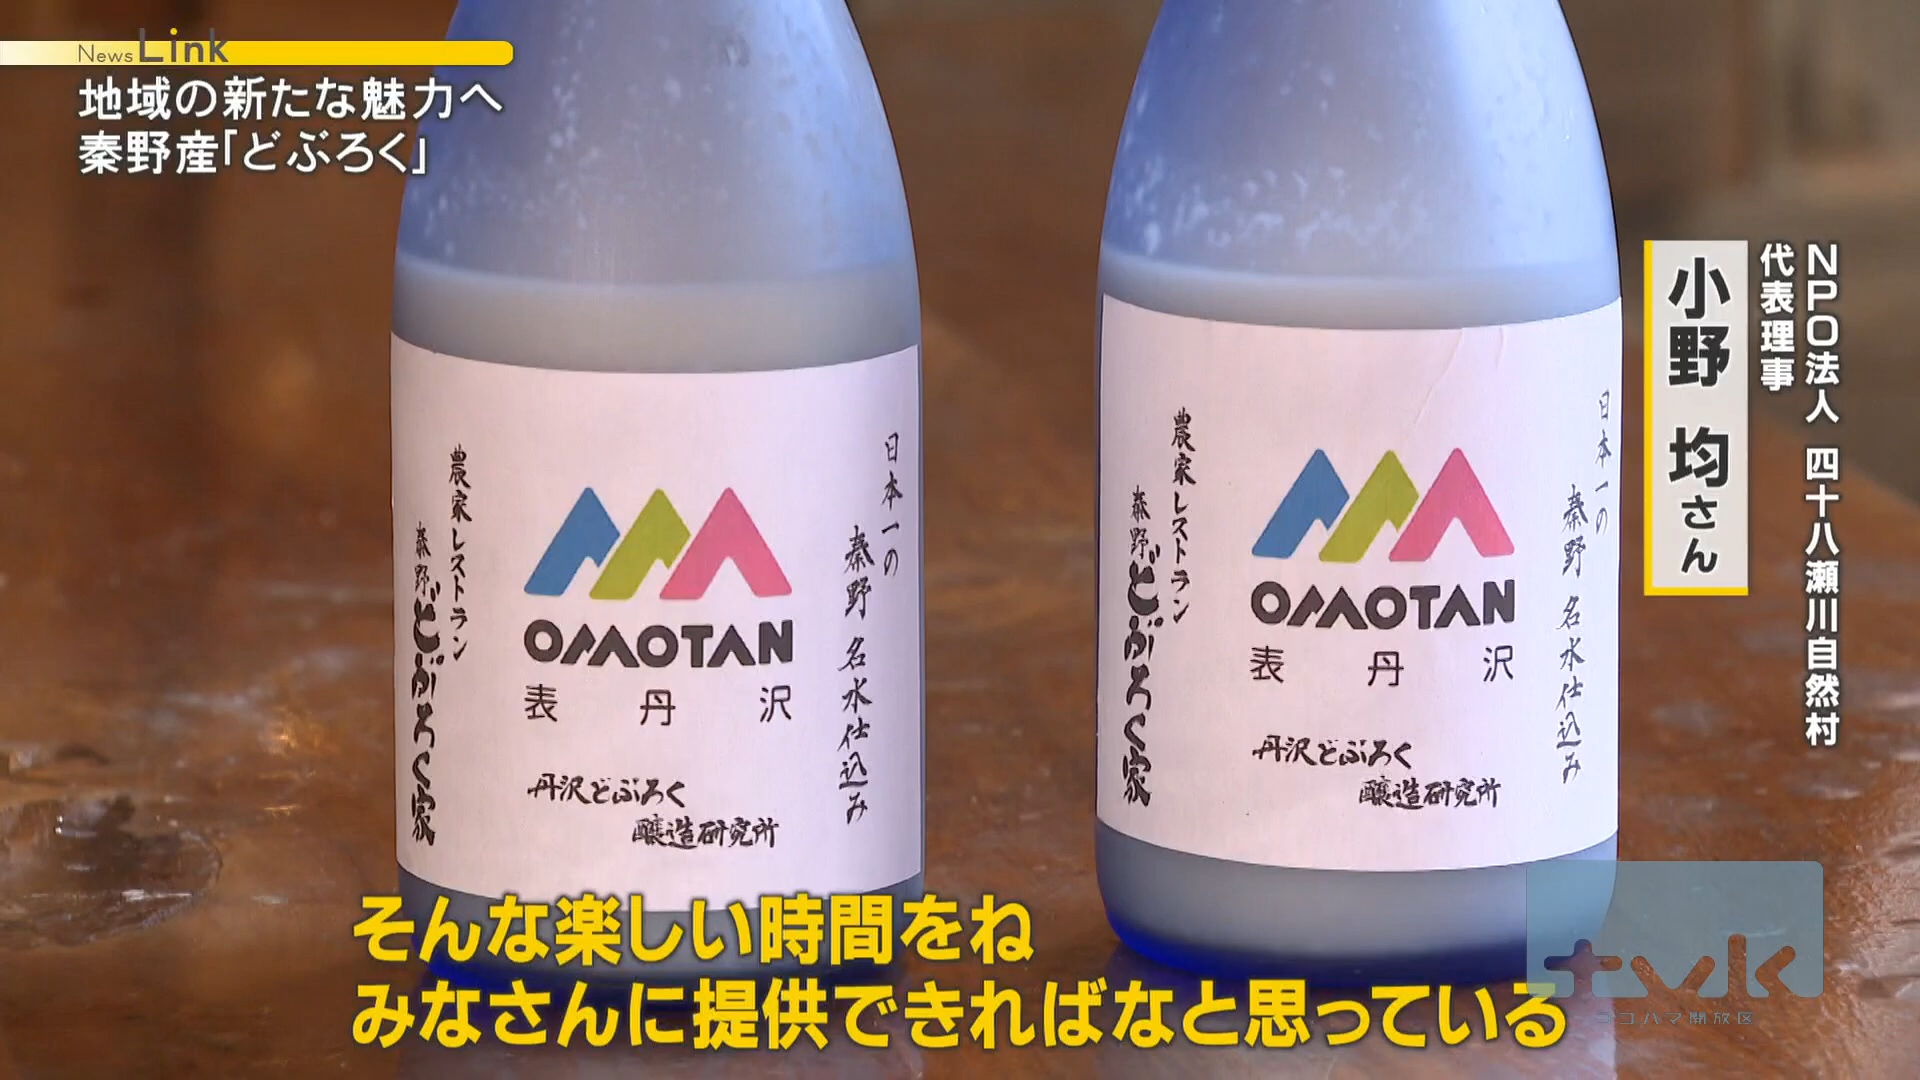 News Link
地域の新たな魅力へ
秦野産「どぶろく」
NPO法人 四十八瀬川自然村
代表理事
小野 均さん
日本一の
秦野名水仕込み
OMOTAN
表丹沢
丹沢どぶろく
醸造研究所
農家レストラン
秦野どぶろく家
日本一の
秦野名水仕込み
OMOTAN
表丹沢
丹沢どぶろく
醸造研究所
農家レストラン
秦野どぶろく家
そんな楽しい時間をね
みなさんに提供できればなと思っている
tvk
ヨコハマ開放区